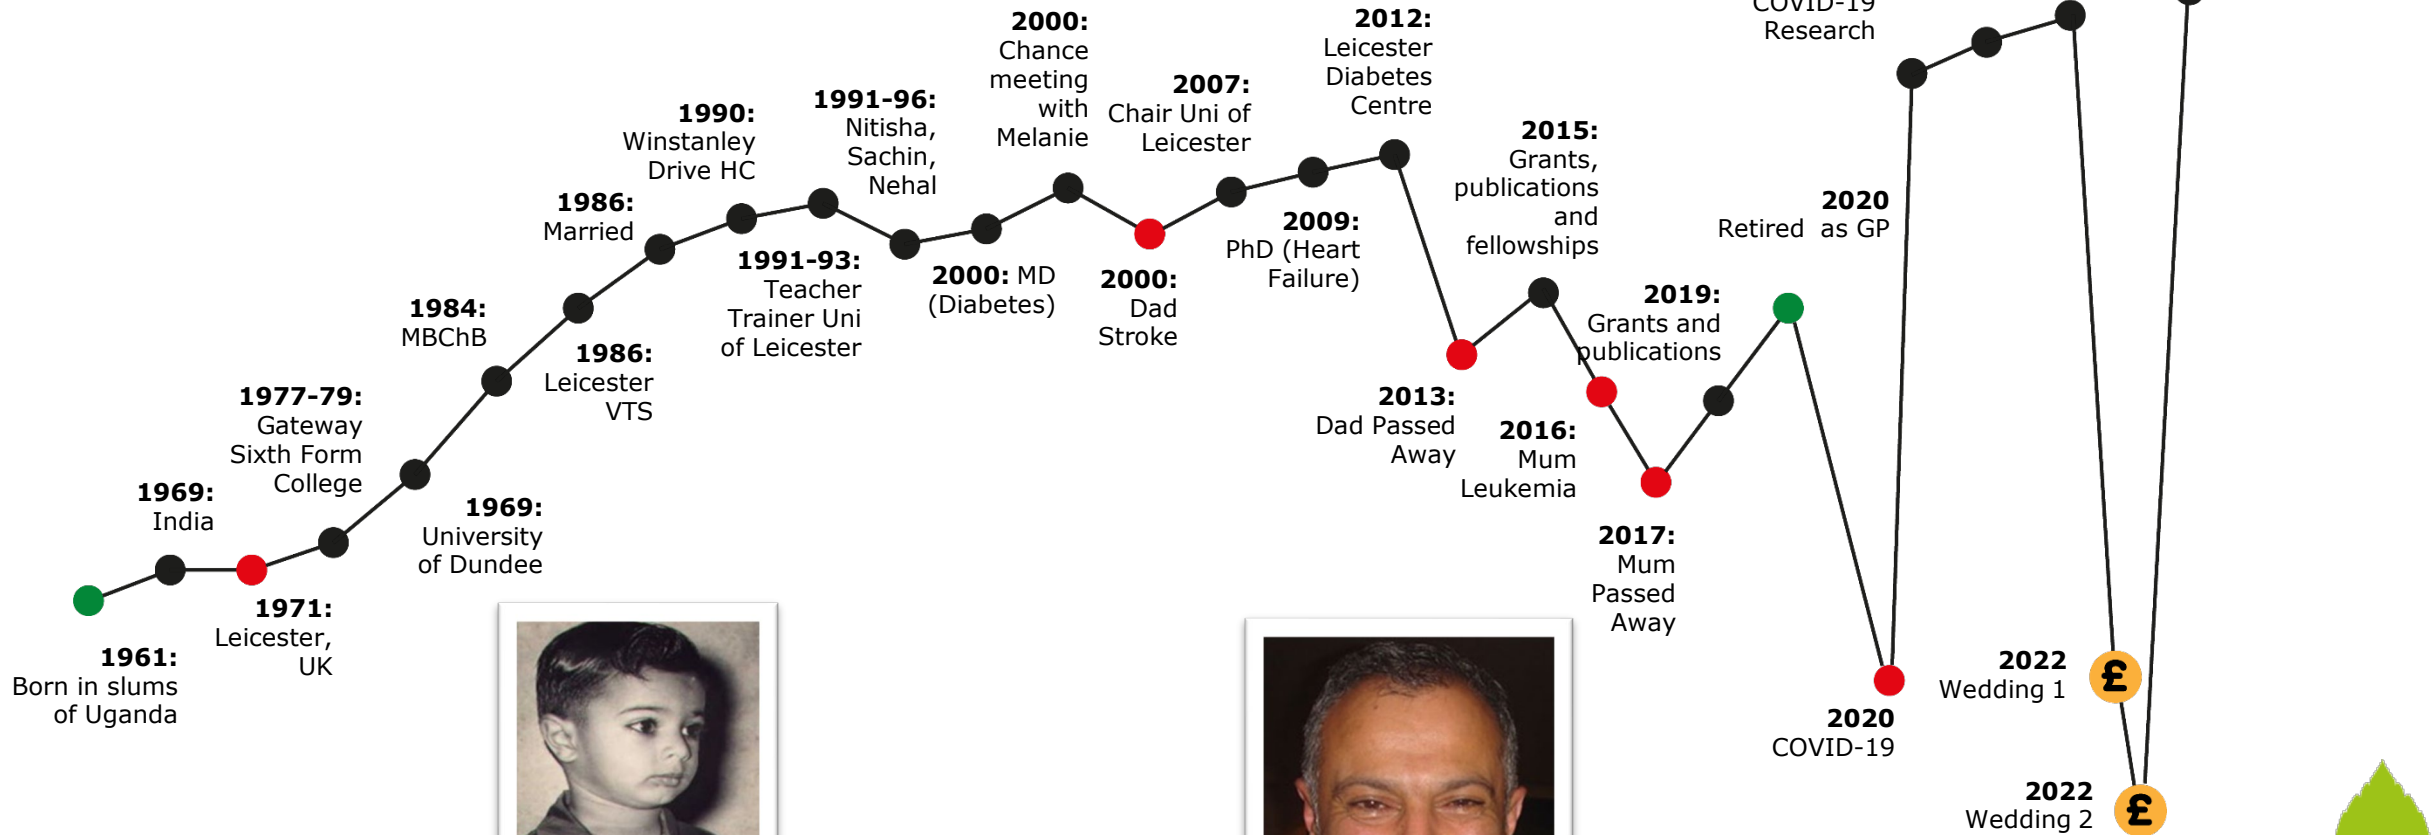 1961:
Born in slums
of Uganda
1969:
India
1971:
Leicester,
UK
1977-79:
Gateway
Sixth Form
College
1969:
University
of Dundee
1984:
MBChB
1986:
Leicester
VTS
1986:
Married
1990:
Winstanley
Drive HC
1991-93:
Teacher
Trainer Uni
of Leicester
1991-96:
Nitisha,
Sachin,
Nehal
2000: MD
(Diabetes)
2000:
Chance
meeting
with
Melanie
2000:
Dad
Stroke
2007:
Chair Uni of
Leicester
2009:
PhD (Heart
Failure)
2012:
Leicester
Diabetes
Centre
2013:
Dad Passed
Away
2015:
Grants,
publications
and
fellowships
2016:
Mum
Leukemia
2017:
Mum
Passed
Away
2019:
Grants and
publications
2020
Retired as GP
2020
COVID-19
COVID-19
Research
2022
Wedding 1
£
2022
Wedding 2
£